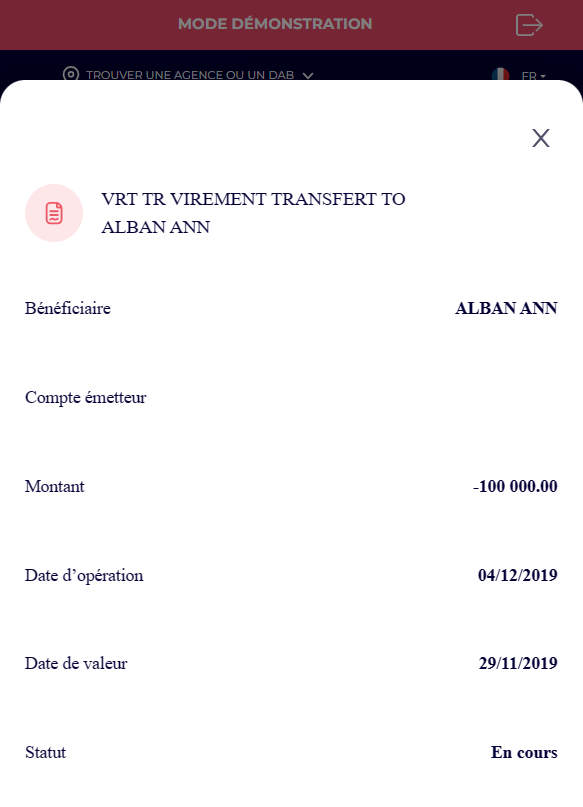 MODE DÉMONSTRATION
TROUVER UNE AGENCE OU UN DAB
FR
X
VRT TR VIREMENT TRANSFERT TO
ALBAN ANN
Bénéficiaire ALBAN ANN
Compte émetteur
Montant -100 000.00
Date d’opération 04/12/2019
Date de valeur 29/11/2019
Statut En cours